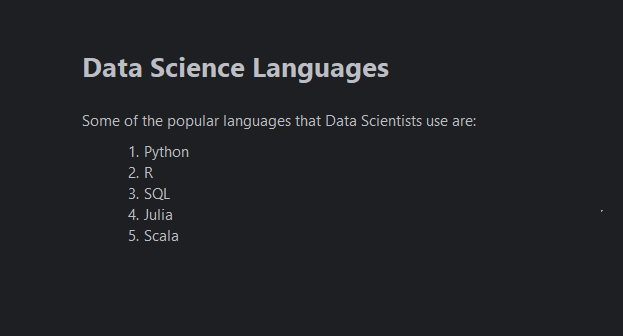 Data Science Languages
Some of the popular languages that Data Scientists use are:
1. Python
2. R
3. SQL
4. Julia
5. Scala